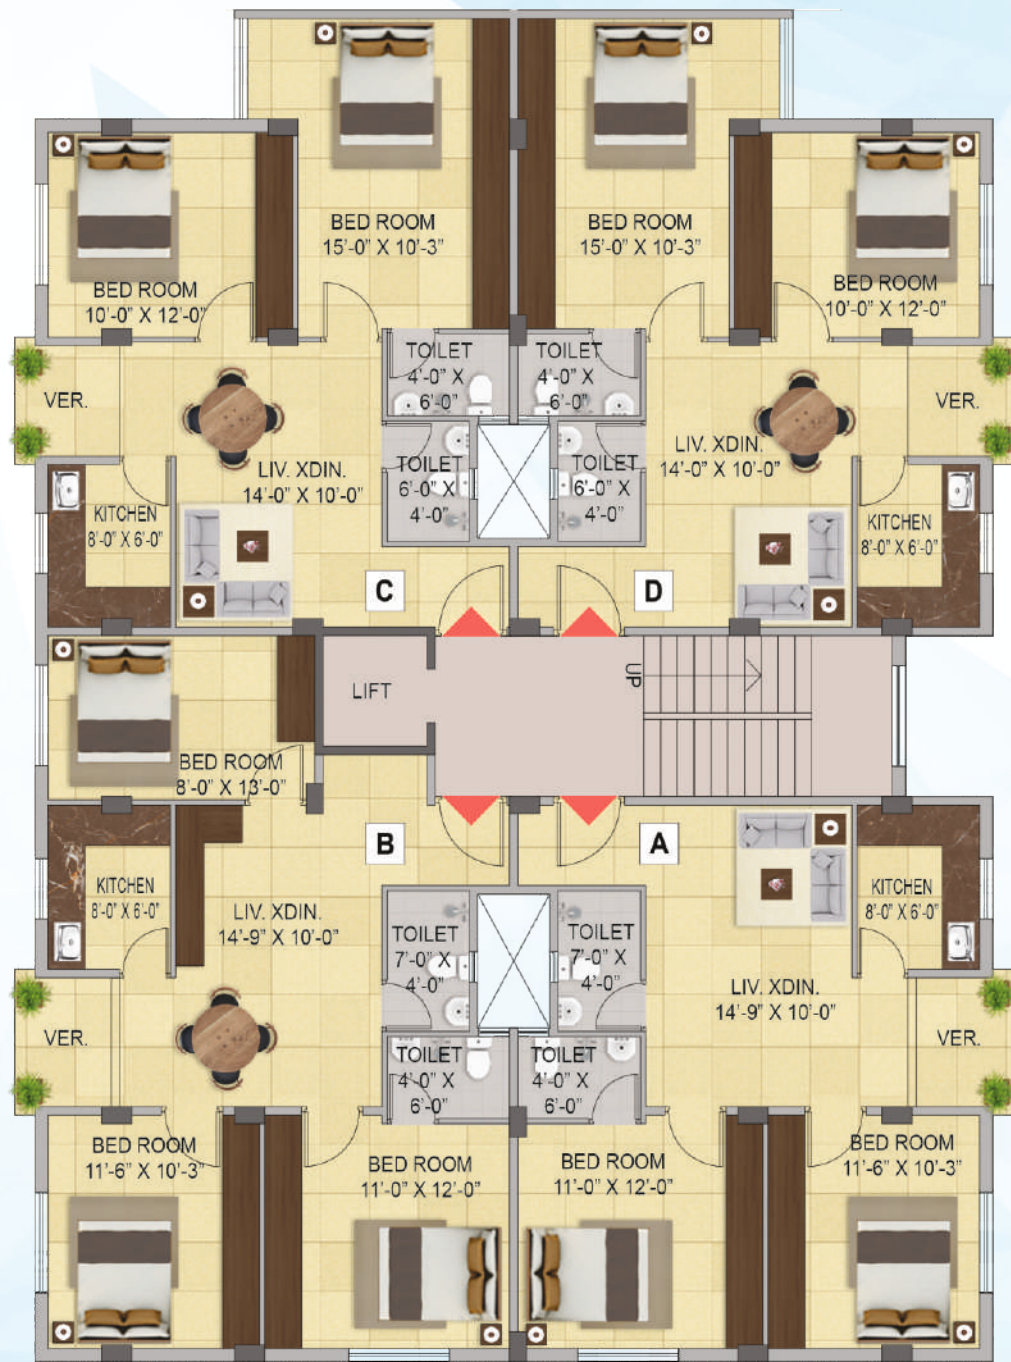 BED ROOM
15'-0" X 10'-3"
BED ROOM
15'-0" X 10'-3"
BED ROOM
10'-0" X 12'-0"
BED ROOM
10'-0" X 12'-0"
TOILET
4'-0" X
6'-0"
TOILET
4'-0" X
6'-0"
VER.
VER.
LIV. XDIN.
14'-0" X 10'-0"
TOILET
6'-0" X
4'-0"
TOILET
6'-0" X
4'-0"
LIV. XDIN.
14'-0" X 10'-0"
KITCHEN
8'-0" X 6'-0"
KITCHEN
8'-0" X 6'-0"
C
D
LIFT
UP
BED ROOM
8'-0" X 13'-0"
B
A
KITCHEN
8'-0" X 6'-0"
KITCHEN
8'-0" X 6'-0"
LIV. XDIN.
14'-9" X 10'-0"
TOILET
7'-0" X
4'-0"
TOILET
7'-0" X
4'-0"
LIV. XDIN.
14'-9" X 10'-0"
VER.
VER.
TOILET
4'-0" X
6'-0"
TOILET
4'-0" X
6'-0"
BED ROOM
11'-6" X 10'-3"
BED ROOM
11'-0" X 12'-0"
BED ROOM
11'-0" X 12'-0"
BED ROOM
11'-6" X 10'-3"